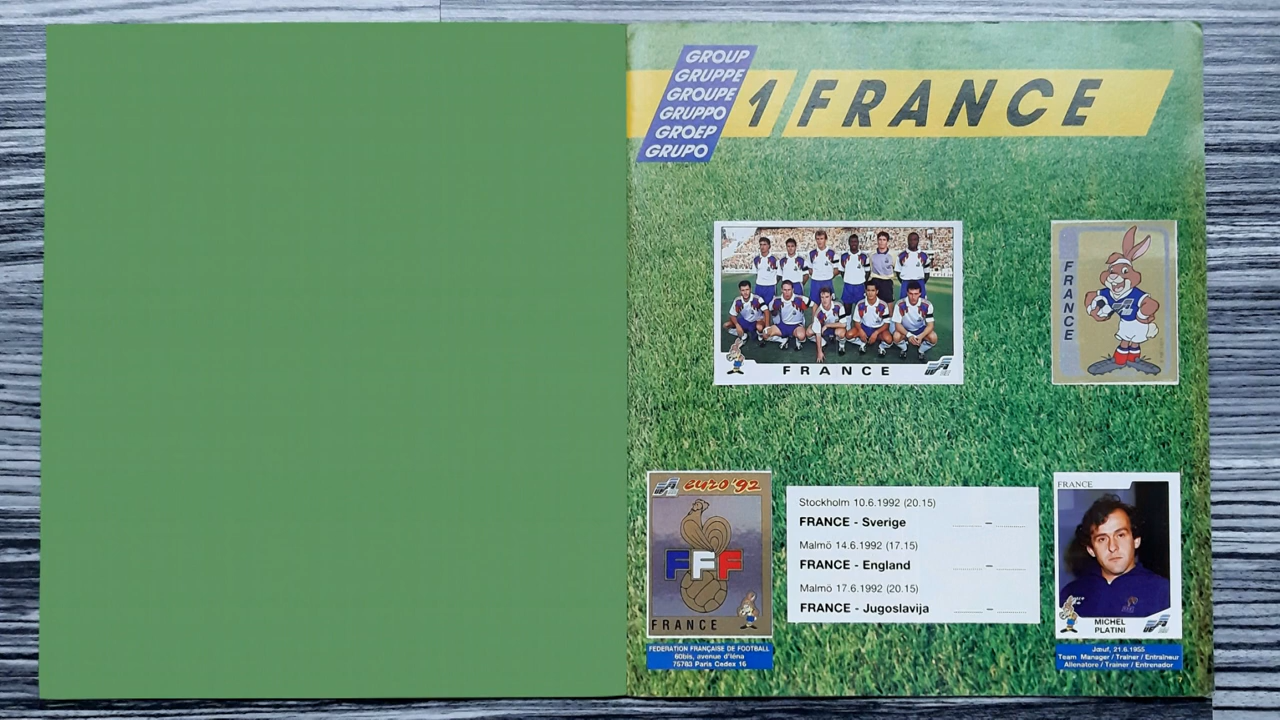 GROUP
GRUPPE
GROUPE
GRUPPO
GROEP
GRUPO
1 FRANCE
FRANCE
FRANCE
euro'92
FFF
FRANCE
FEDERATION FRANÇAISE DE FOOTBALL
60bis, avenue d'Iéna
75783 Paris Cedex 16
Stockholm 10.6.1992 (20.15)
FRANCE - Sverige
Malmö 14.6.1992 (17.15)
FRANCE - England
Malmö 17.6.1992 (20.15)
FRANCE - Jugoslavija
FRANCE
MICHEL
PLATINI
Jœuf, 21.6.1955
Team Manager / Trainer / Entraîneur
Allenatore / Trainer / Entrenador
7